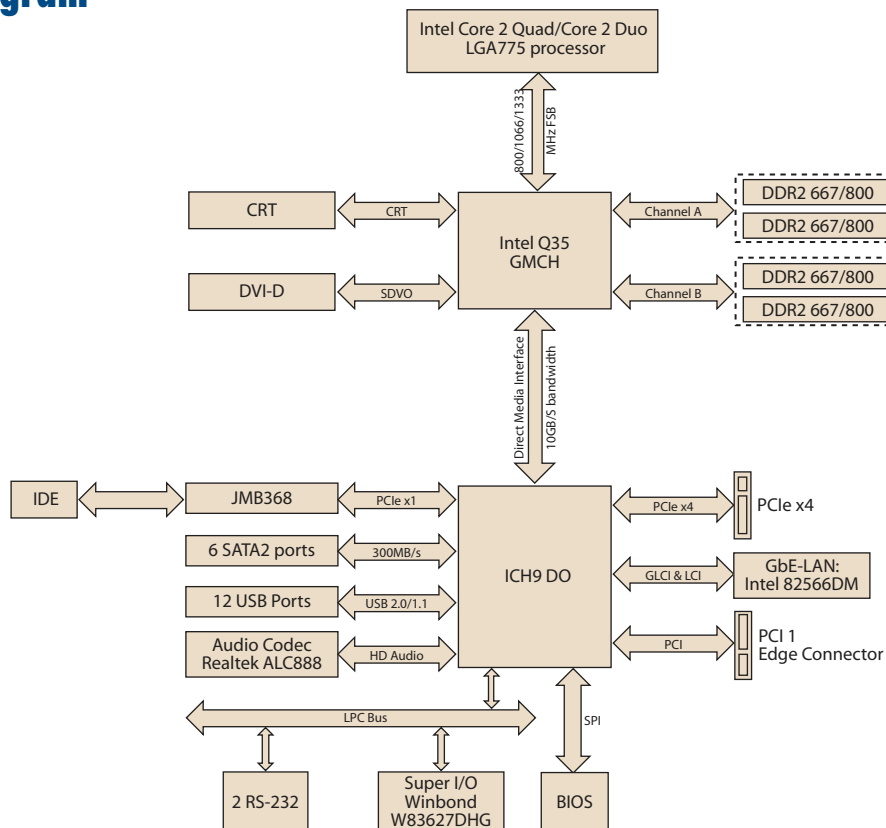 Intel Core 2 Quad/Core 2 Duo
LGA775 processor
800/1066/1333
MHz FSB
CRT
CRT
Intel Q35
GMCH
Channel A
DDR2 667/800
DDR2 667/800
DVI-D
SDVO
Channel B
DDR2 667/800
DDR2 667/800
Direct Media Interface
10GB/S bandwidth
IDE
JMB368
PCIe x1
PCIe x4
PCIe x4
6 SATA2 ports
300MB/s
ICH9 DO
GLCI & LCI
GbE-LAN:
Intel 82566DM
12 USB Ports
USB 2.0/1.1
Audio Codec
Realtek ALC888
HD Audio
PCI
PCI 1
Edge Connector
LPC Bus
SPI
2 RS-232
Super I/O
Winbond
W83627DHG
BIOS